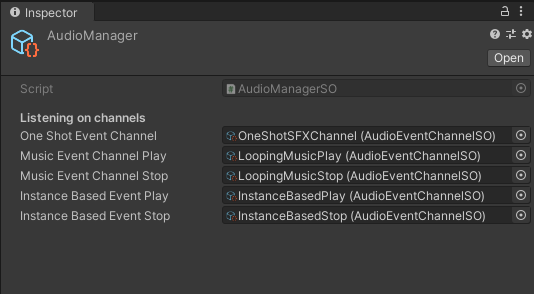 Inspector
AudioManager
Open
Script AudioManagerSO
Listening on channels
One Shot Event Channel OneShotSFXChannel (AudioEventChannelSO)
Music Event Channel Play LoopingMusicPlay (AudioEventChannelSO)
Music Event Channel Stop LoopingMusicStop (AudioEventChannelSO)
Instance Based Event Play InstanceBasedPlay (AudioEventChannelSO)
Instance Based Event Stop InstanceBasedStop (AudioEventChannelSO)